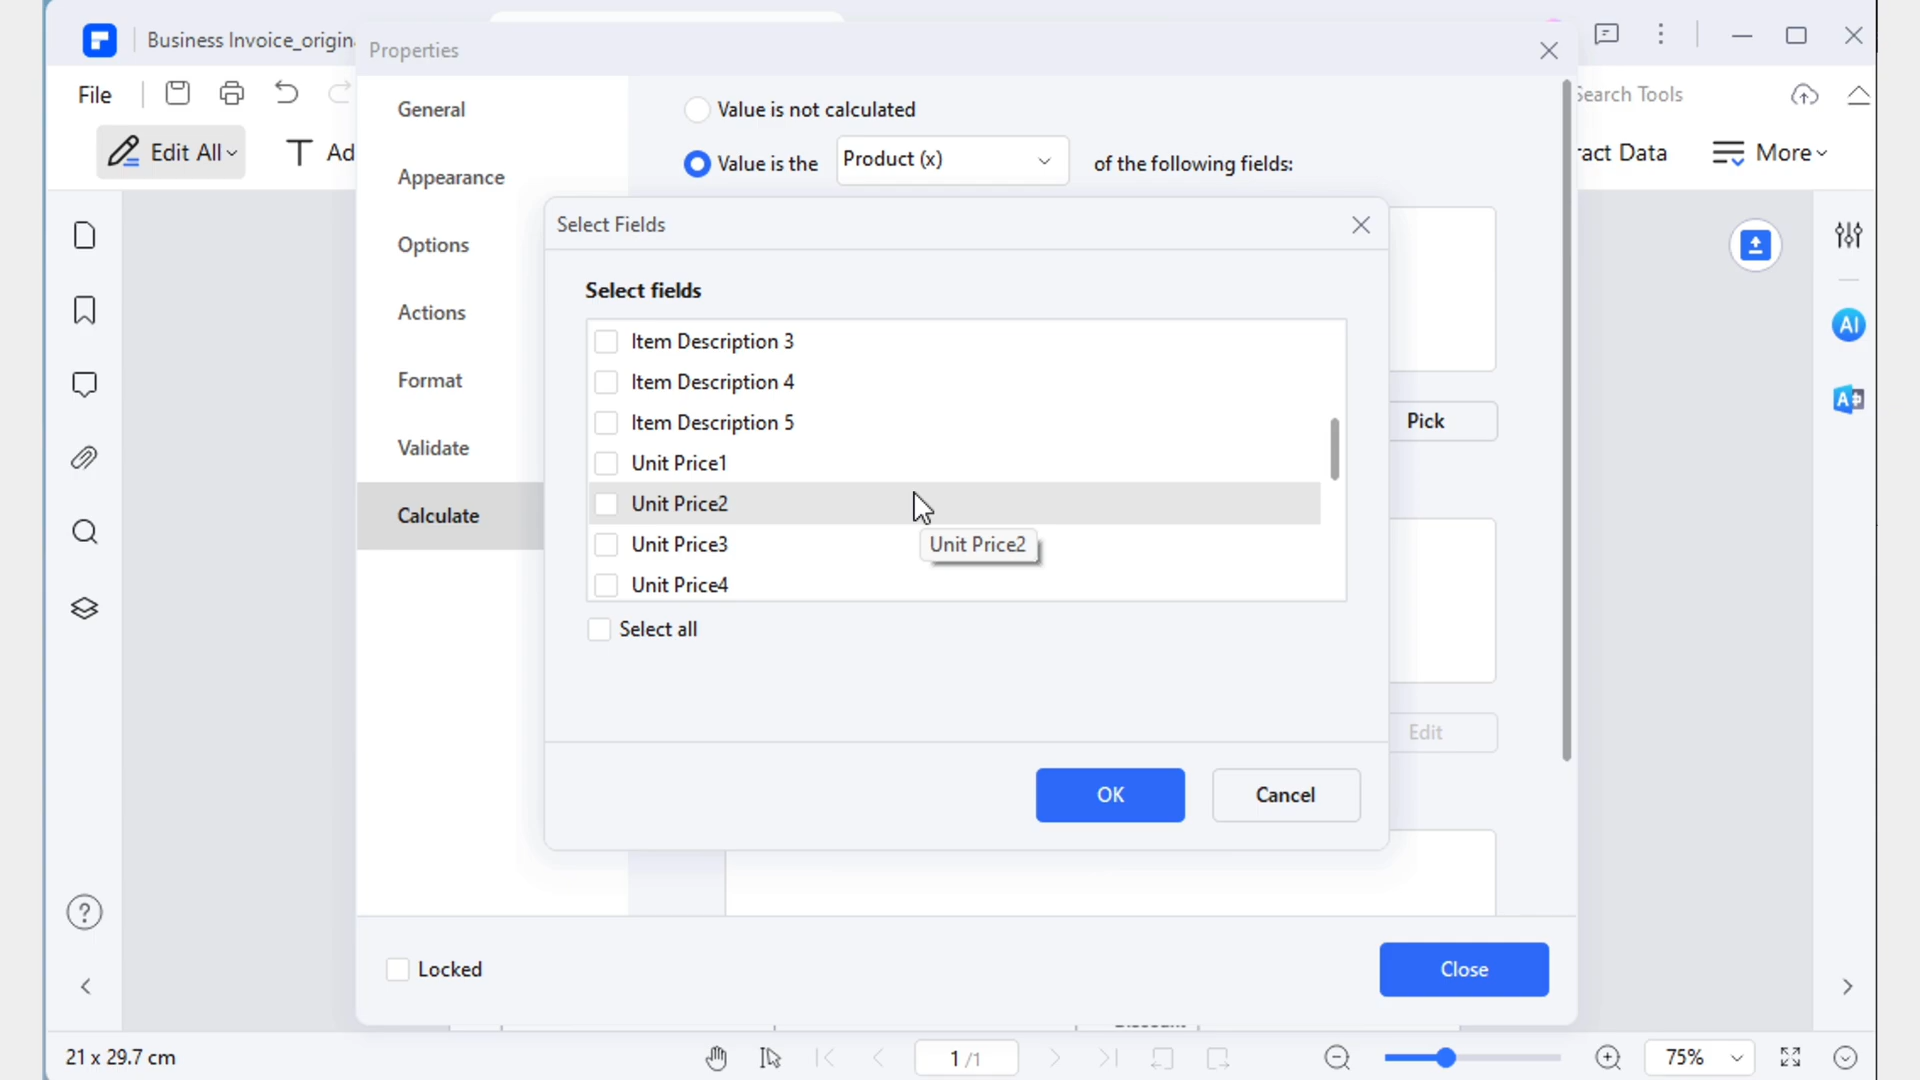 Business Invoice_origin
Properties
File
Search Tools
Edit All
Ad
ract Data
More
General
Appearance
Options
Actions
Format
Validate
Calculate
Value is not calculated
Value is the
Product (x)
of the following fields:
Select Fields
Select fields
Item Description 3
Item Description 4
Item Description 5
Unit Price1
Unit Price2
Unit Price3
Unit Price2
Unit Price4
Select all
Pick
Edit
OK
Cancel
AI
A
Locked
Close
21 x 29.7 cm
1 /1
75%